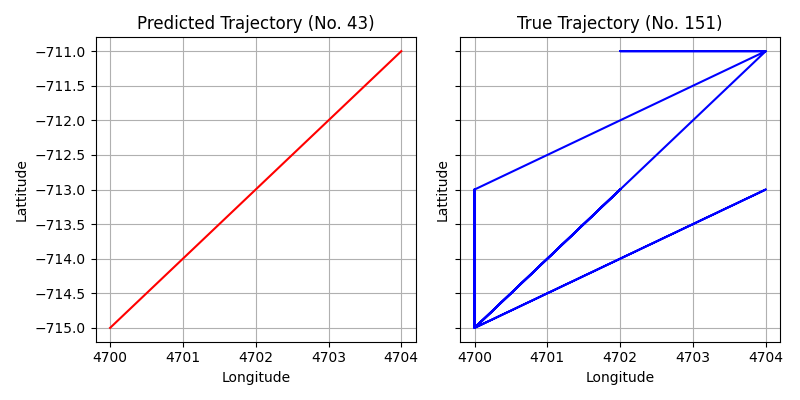 Predicted Trajectory (No. 43)
Lattitude
−711.0
−711.5
−712.0
−712.5
−713.0
−713.5
−714.0
−714.5
−715.0
4700 4701 4702 4703 4704
Longitude
True Trajectory (No. 151)
Lattitude
4700 4701 4702 4703 4704
Longitude